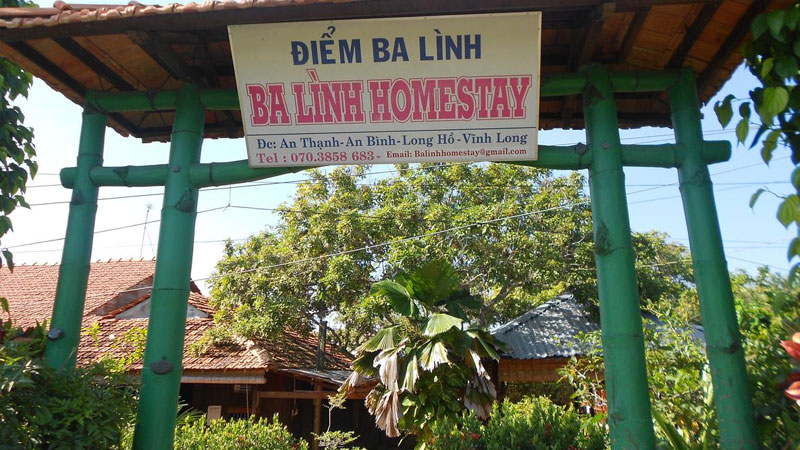 ĐIỂM BA LÌNH
BA LÌNH HOMESTAY
Đc: An Thạnh-An Bình-Long Hồ-Vĩnh Long
Tel : 070.3858 683 - Email: Balinhhomestay@gmail.com